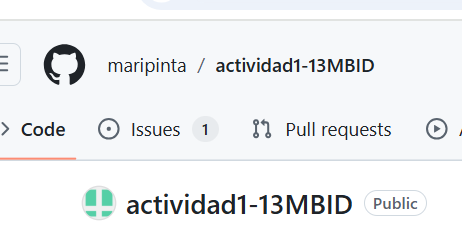 maripinta / actividad1-13MBID
Code Issues 1 Pull requests
actividad1-13MBID Public